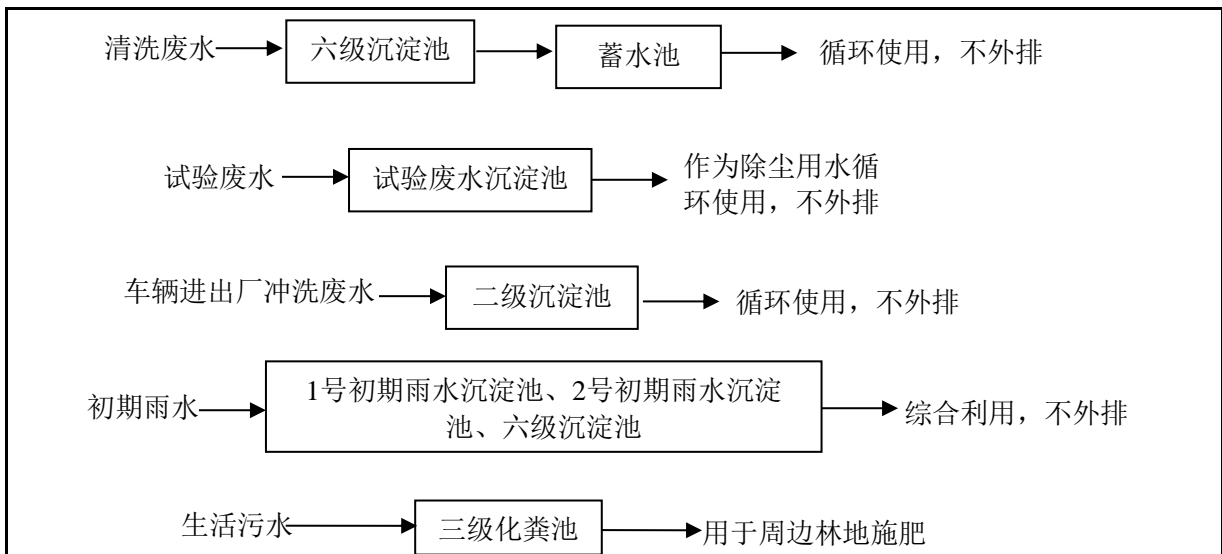 清洗废水
六级沉淀池
蓄水池
循环使用，不外排
试验废水
试验废水沉淀池
作为除尘用水循
环使用，不外排
车辆进出厂冲洗废水
二级沉淀池
循环使用，不外排
初期雨水
1号初期雨水沉淀池、2号初期雨水沉淀
池、六级沉淀池
综合利用，不外排
生活污水
三级化粪池
用于周边林地施肥